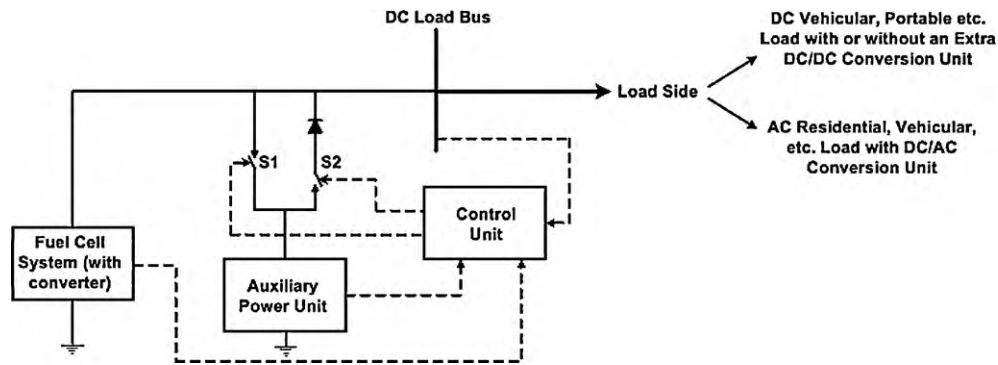 DC Load Bus
DC Vehicular, Portable etc.
Load with or without an Extra
DC/DC Conversion Unit
Load Side
AC Residential, Vehicular,
etc. Load with DC/AC
Conversion Unit
S1
S2
Control
Unit
Fuel Cell
System (with
converter)
Auxiliary
Power Unit